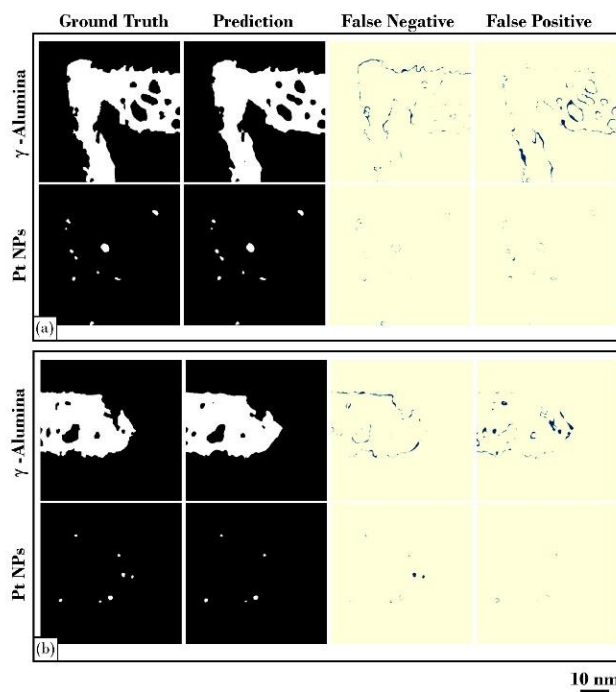 Ground Truth Prediction False Negative False Positive
γ-Alumina
Pt NPs
(a)
γ-Alumina
Pt NPs
(b)
10 nm